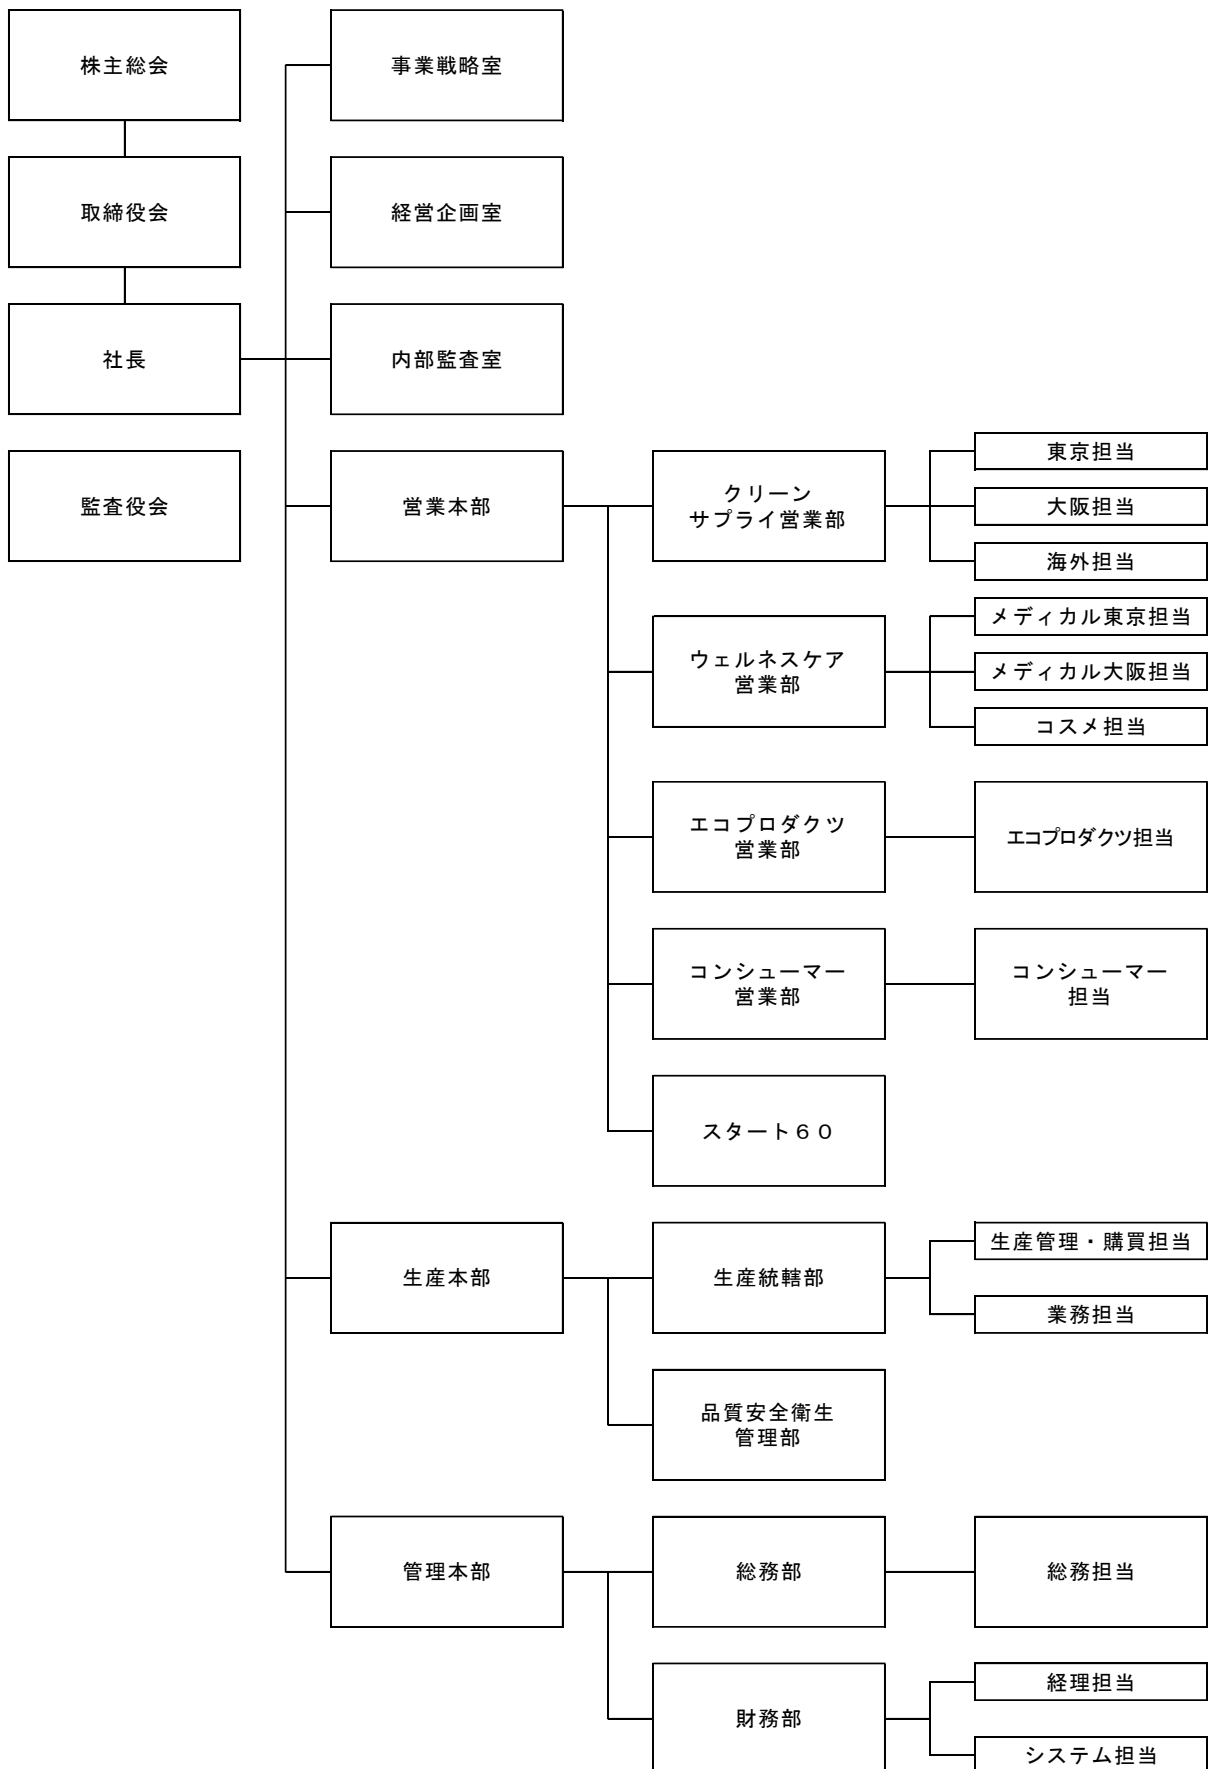 株主総会
取締役会
社長
監査役会
事業戦略室
経営企画室
内部監査室
営業本部
クリーン
サプライ営業部
東京担当
大阪担当
海外担当
ウェルネスケア
営業部
メディカル東京担当
メディカル大阪担当
コスメ担当
エコプロダクツ
営業部
エコプロダクツ担当
コンシューマー
営業部
コンシューマー
担当
スタート６０
生産本部
生産統轄部
生産管理・購買担当
業務担当
品質安全衛生
管理部
管理本部
総務部
総務担当
財務部
経理担当
システム担当